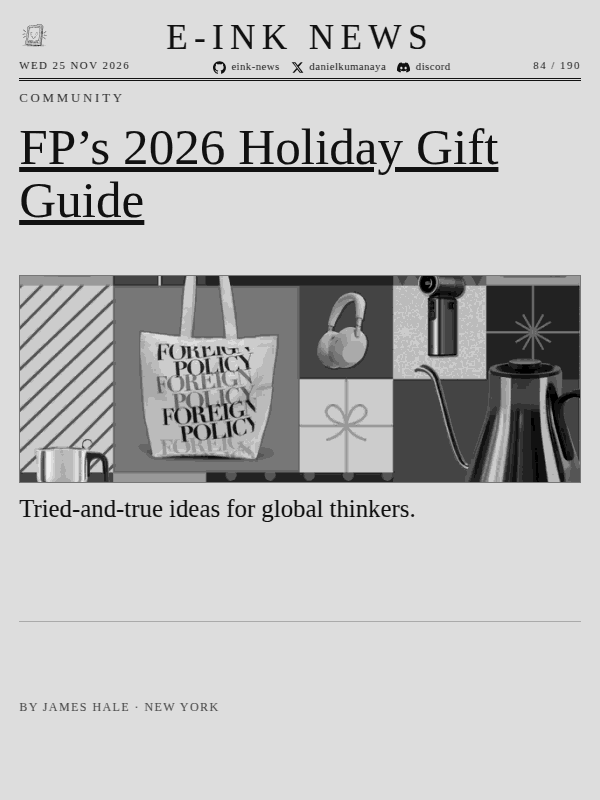 E-INK NEWS
WED 25 NOV 2026
eink-news
danielkumanaya
discord
84 / 190
COMMUNITY
FP’s 2026 Holiday Gift
Guide
FOREIGN
POLICY
FOREIGN
POLICY
FOREIGN
POLICY
FOREIGN
Tried-and-true ideas for global thinkers.
BY JAMES HALE · NEW YORK